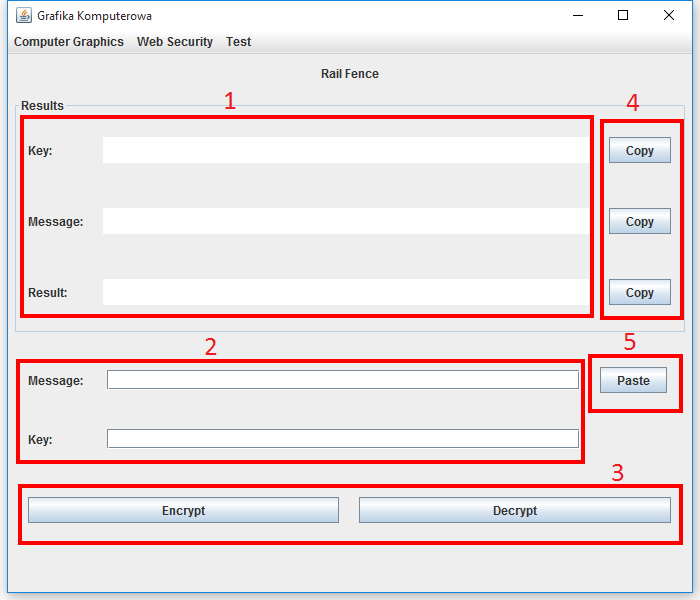 Grafika Komputerowa
Computer Graphics Web Security Test
Rail Fence
Results
1
4
Key:
Copy
Message:
Copy
Result:
Copy
2
5
Message:
Paste
Key:
3
Encrypt
Decrypt